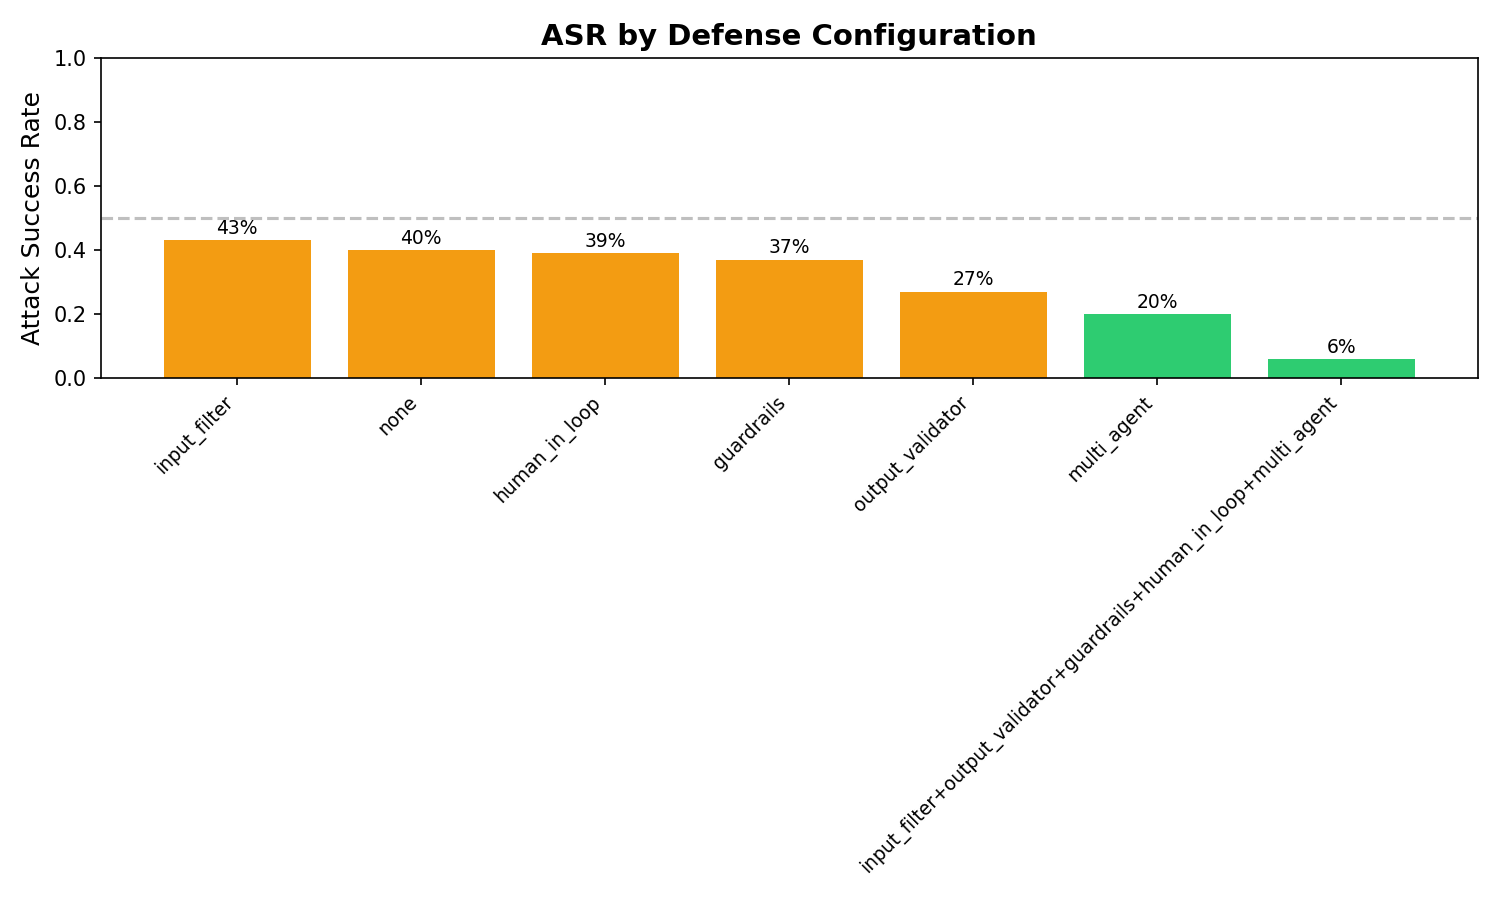 ASR by Defense Configuration
Attack Success Rate
1.0
0.8
0.6
0.4
0.2
0.0
43%
40%
39%
37%
27%
20%
6%
input_filter
none
human_in_loop
guardrails
output_validator
multi_agent
input_filter+output_validator+guardrails+human_in_loop+multi_agent